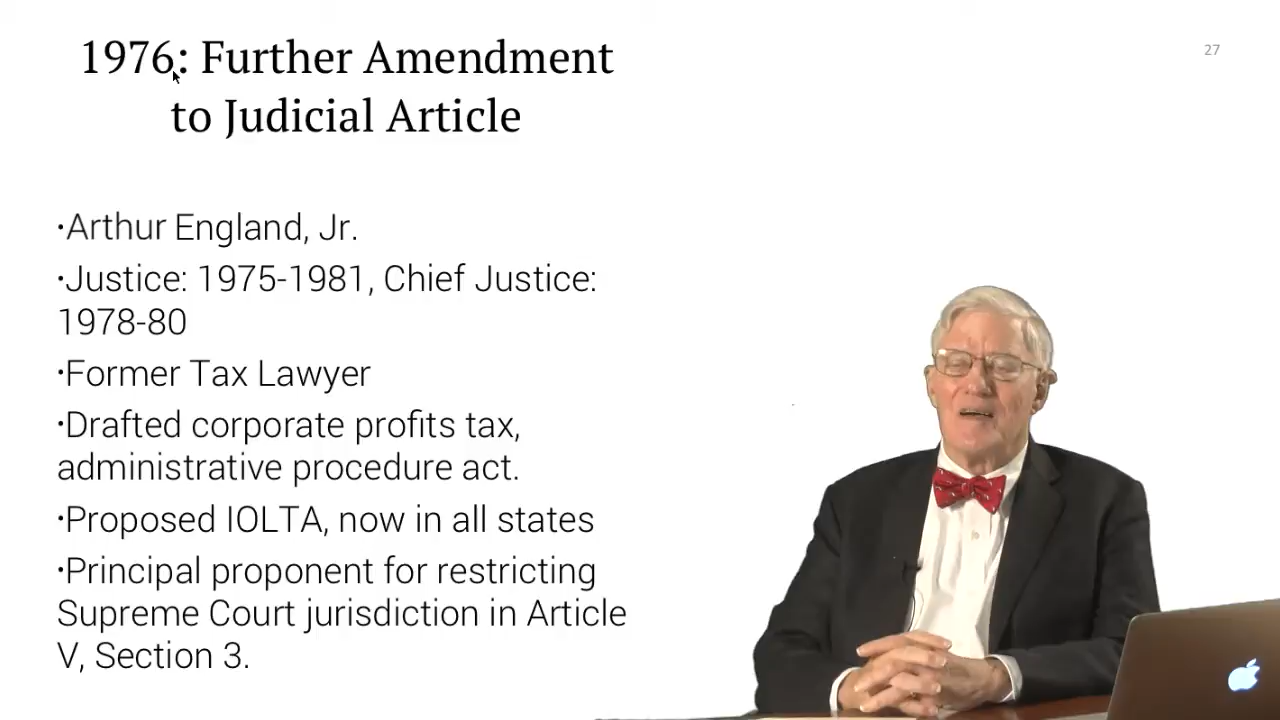 1976: Further Amendment
to Judicial Article
27
·Arthur England, Jr.
·Justice: 1975-1981, Chief Justice:
1978-80
·Former Tax Lawyer
·Drafted corporate profits tax,
administrative procedure act.
·Proposed IOLTA, now in all states
·Principal proponent for restricting
Supreme Court jurisdiction in Article
V, Section 3.